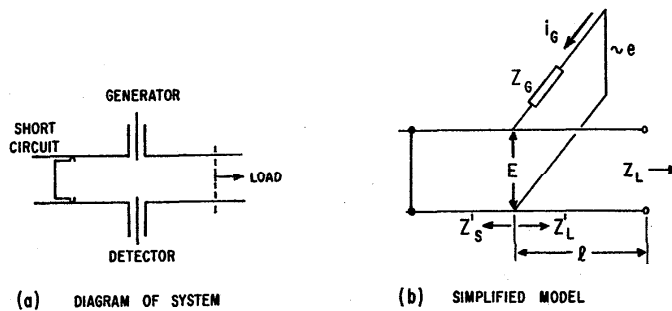 GENERATOR
SHORT
CIRCUIT
LOAD
DETECTOR
(a) DIAGRAM OF SYSTEM
i_G
~e
Z_G
E
Z_L
Z'_S
Z'_L
ℓ
(b) SIMPLIFIED MODEL